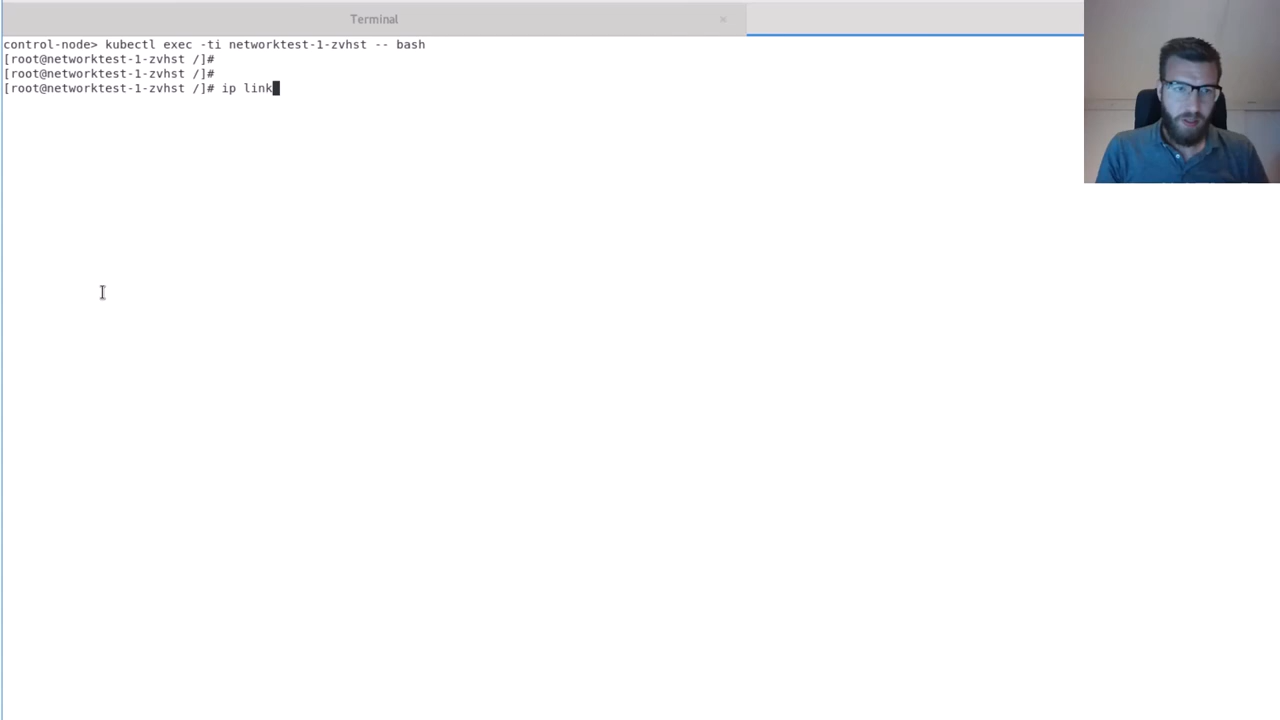 Terminal
control-node> kubectl exec -ti networktest-1-zvhst -- bash
[root@networktest-1-zvhst /]#
[root@networktest-1-zvhst /]#
[root@networktest-1-zvhst /]# ip link